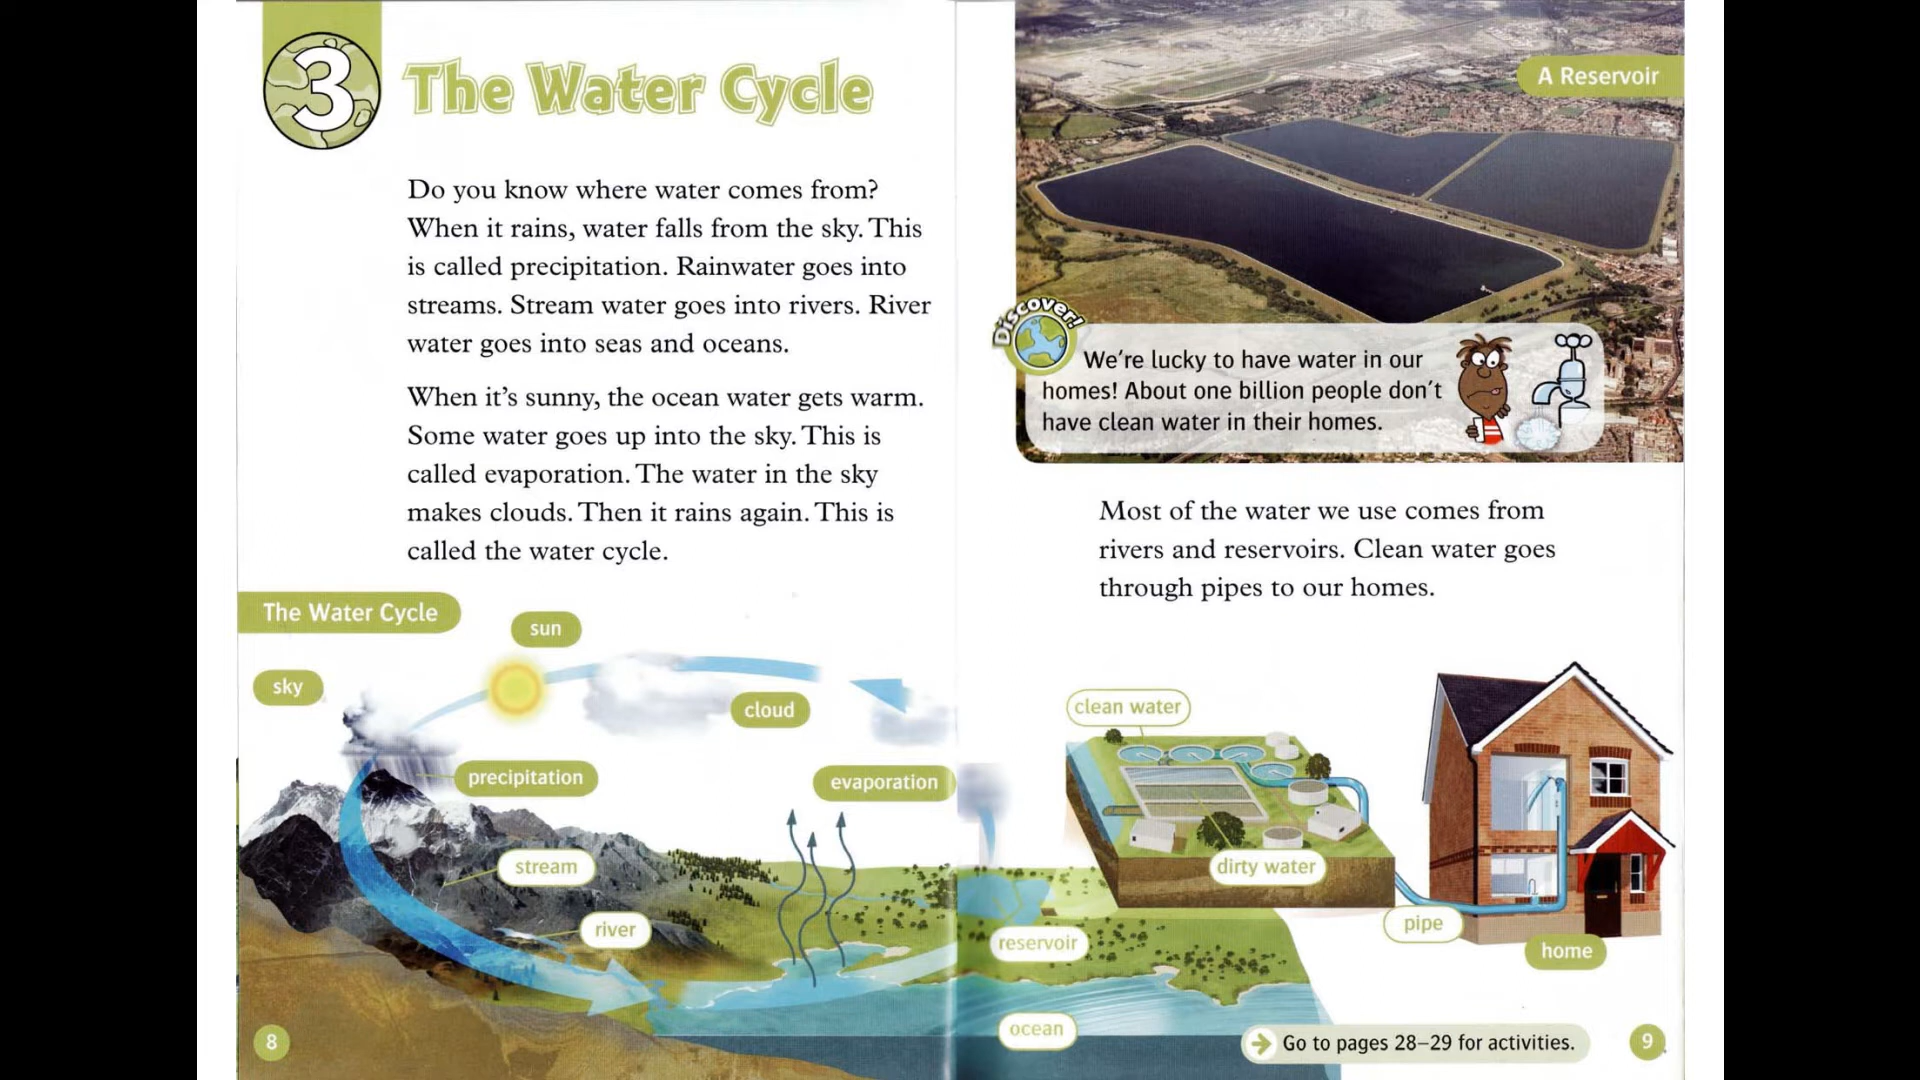 3
The Water Cycle
Do you know where water comes from?
When it rains, water falls from the sky. This
is called precipitation. Rainwater goes into
streams. Stream water goes into rivers. River
water goes into seas and oceans.
When it's sunny, the ocean water gets warm.
Some water goes up into the sky. This is
called evaporation. The water in the sky
makes clouds. Then it rains again. This is
called the water cycle.
The Water Cycle
sun
sky
cloud
precipitation
evaporation
stream
river
8
A Reservoir
Discover!
We're lucky to have water in our
homes! About one billion people don't
have clean water in their homes.
Most of the water we use comes from
rivers and reservoirs. Clean water goes
through pipes to our homes.
clean water
dirty water
pipe
home
reservoir
ocean
Go to pages 28–29 for activities.
9